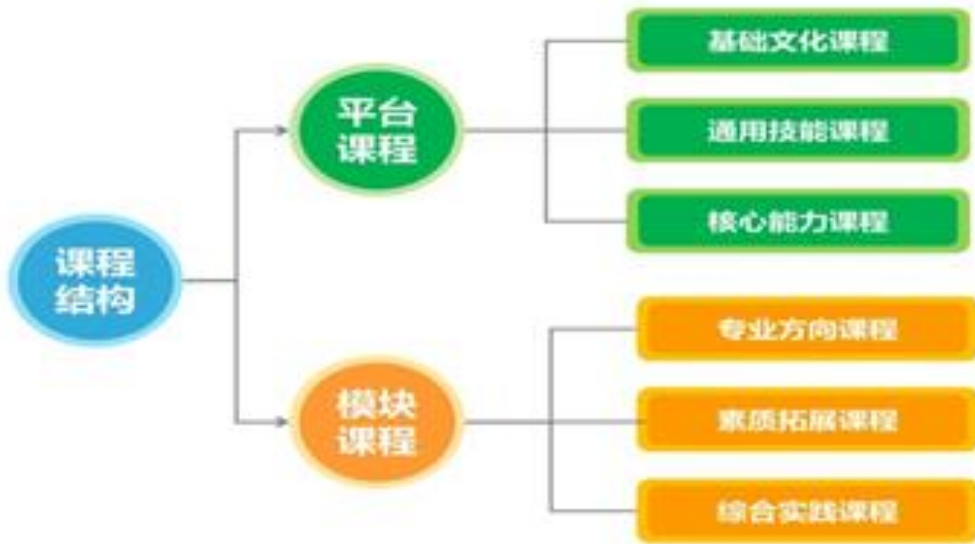 课程
结构
平台
课程
基础文化课程
通用技能课程
核心能力课程
模块
课程
专业方向课程
素质拓展课程
综合实践课程